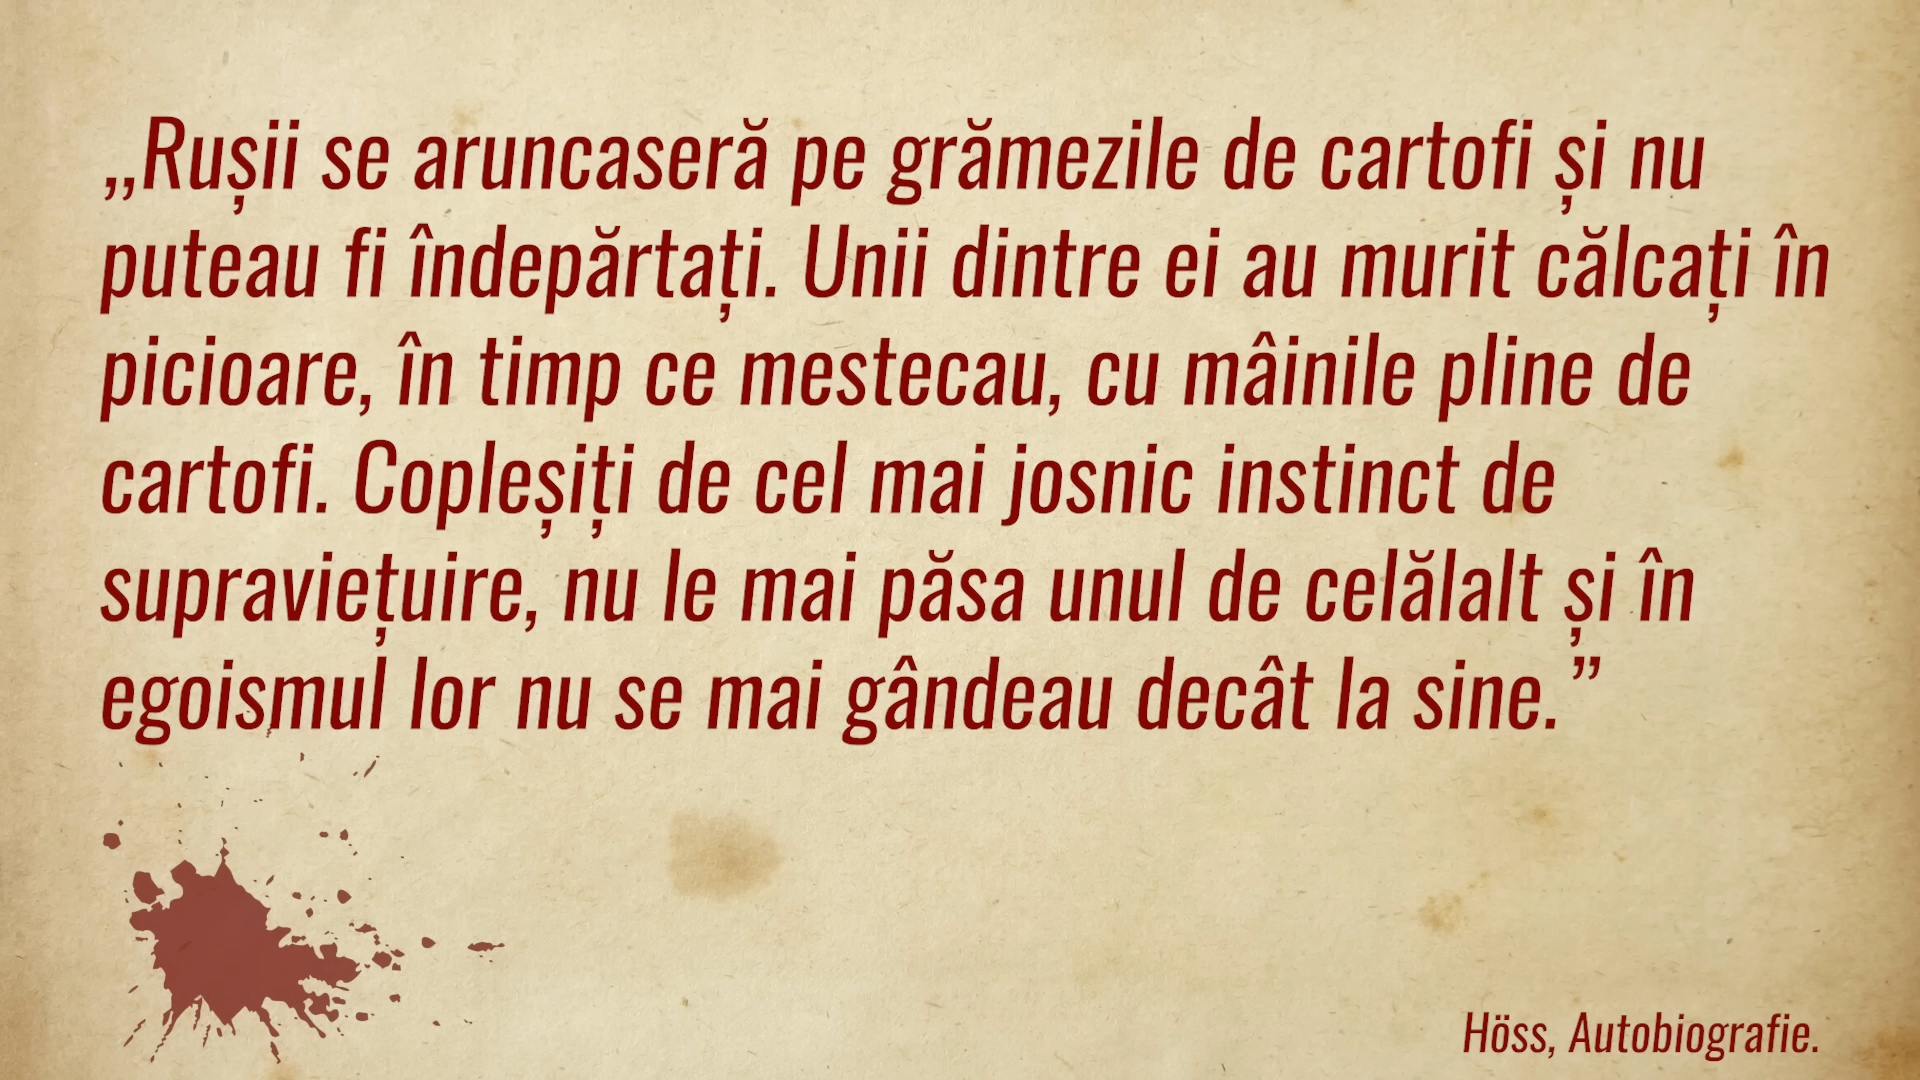 „Rușii se aruncaseră pe grămezile de cartofi și nu
puteau fi îndepărtați. Unii dintre ei au murit călcați în
picioare, în timp ce mestecau, cu mâinile pline de
cartofi. Copleșiți de cel mai josnic instinct de
supraviețuire, nu le mai păsa unul de celălalt și în
egoismul lor nu se mai gândeau decât la sine.”
Höss, Autobiografie.